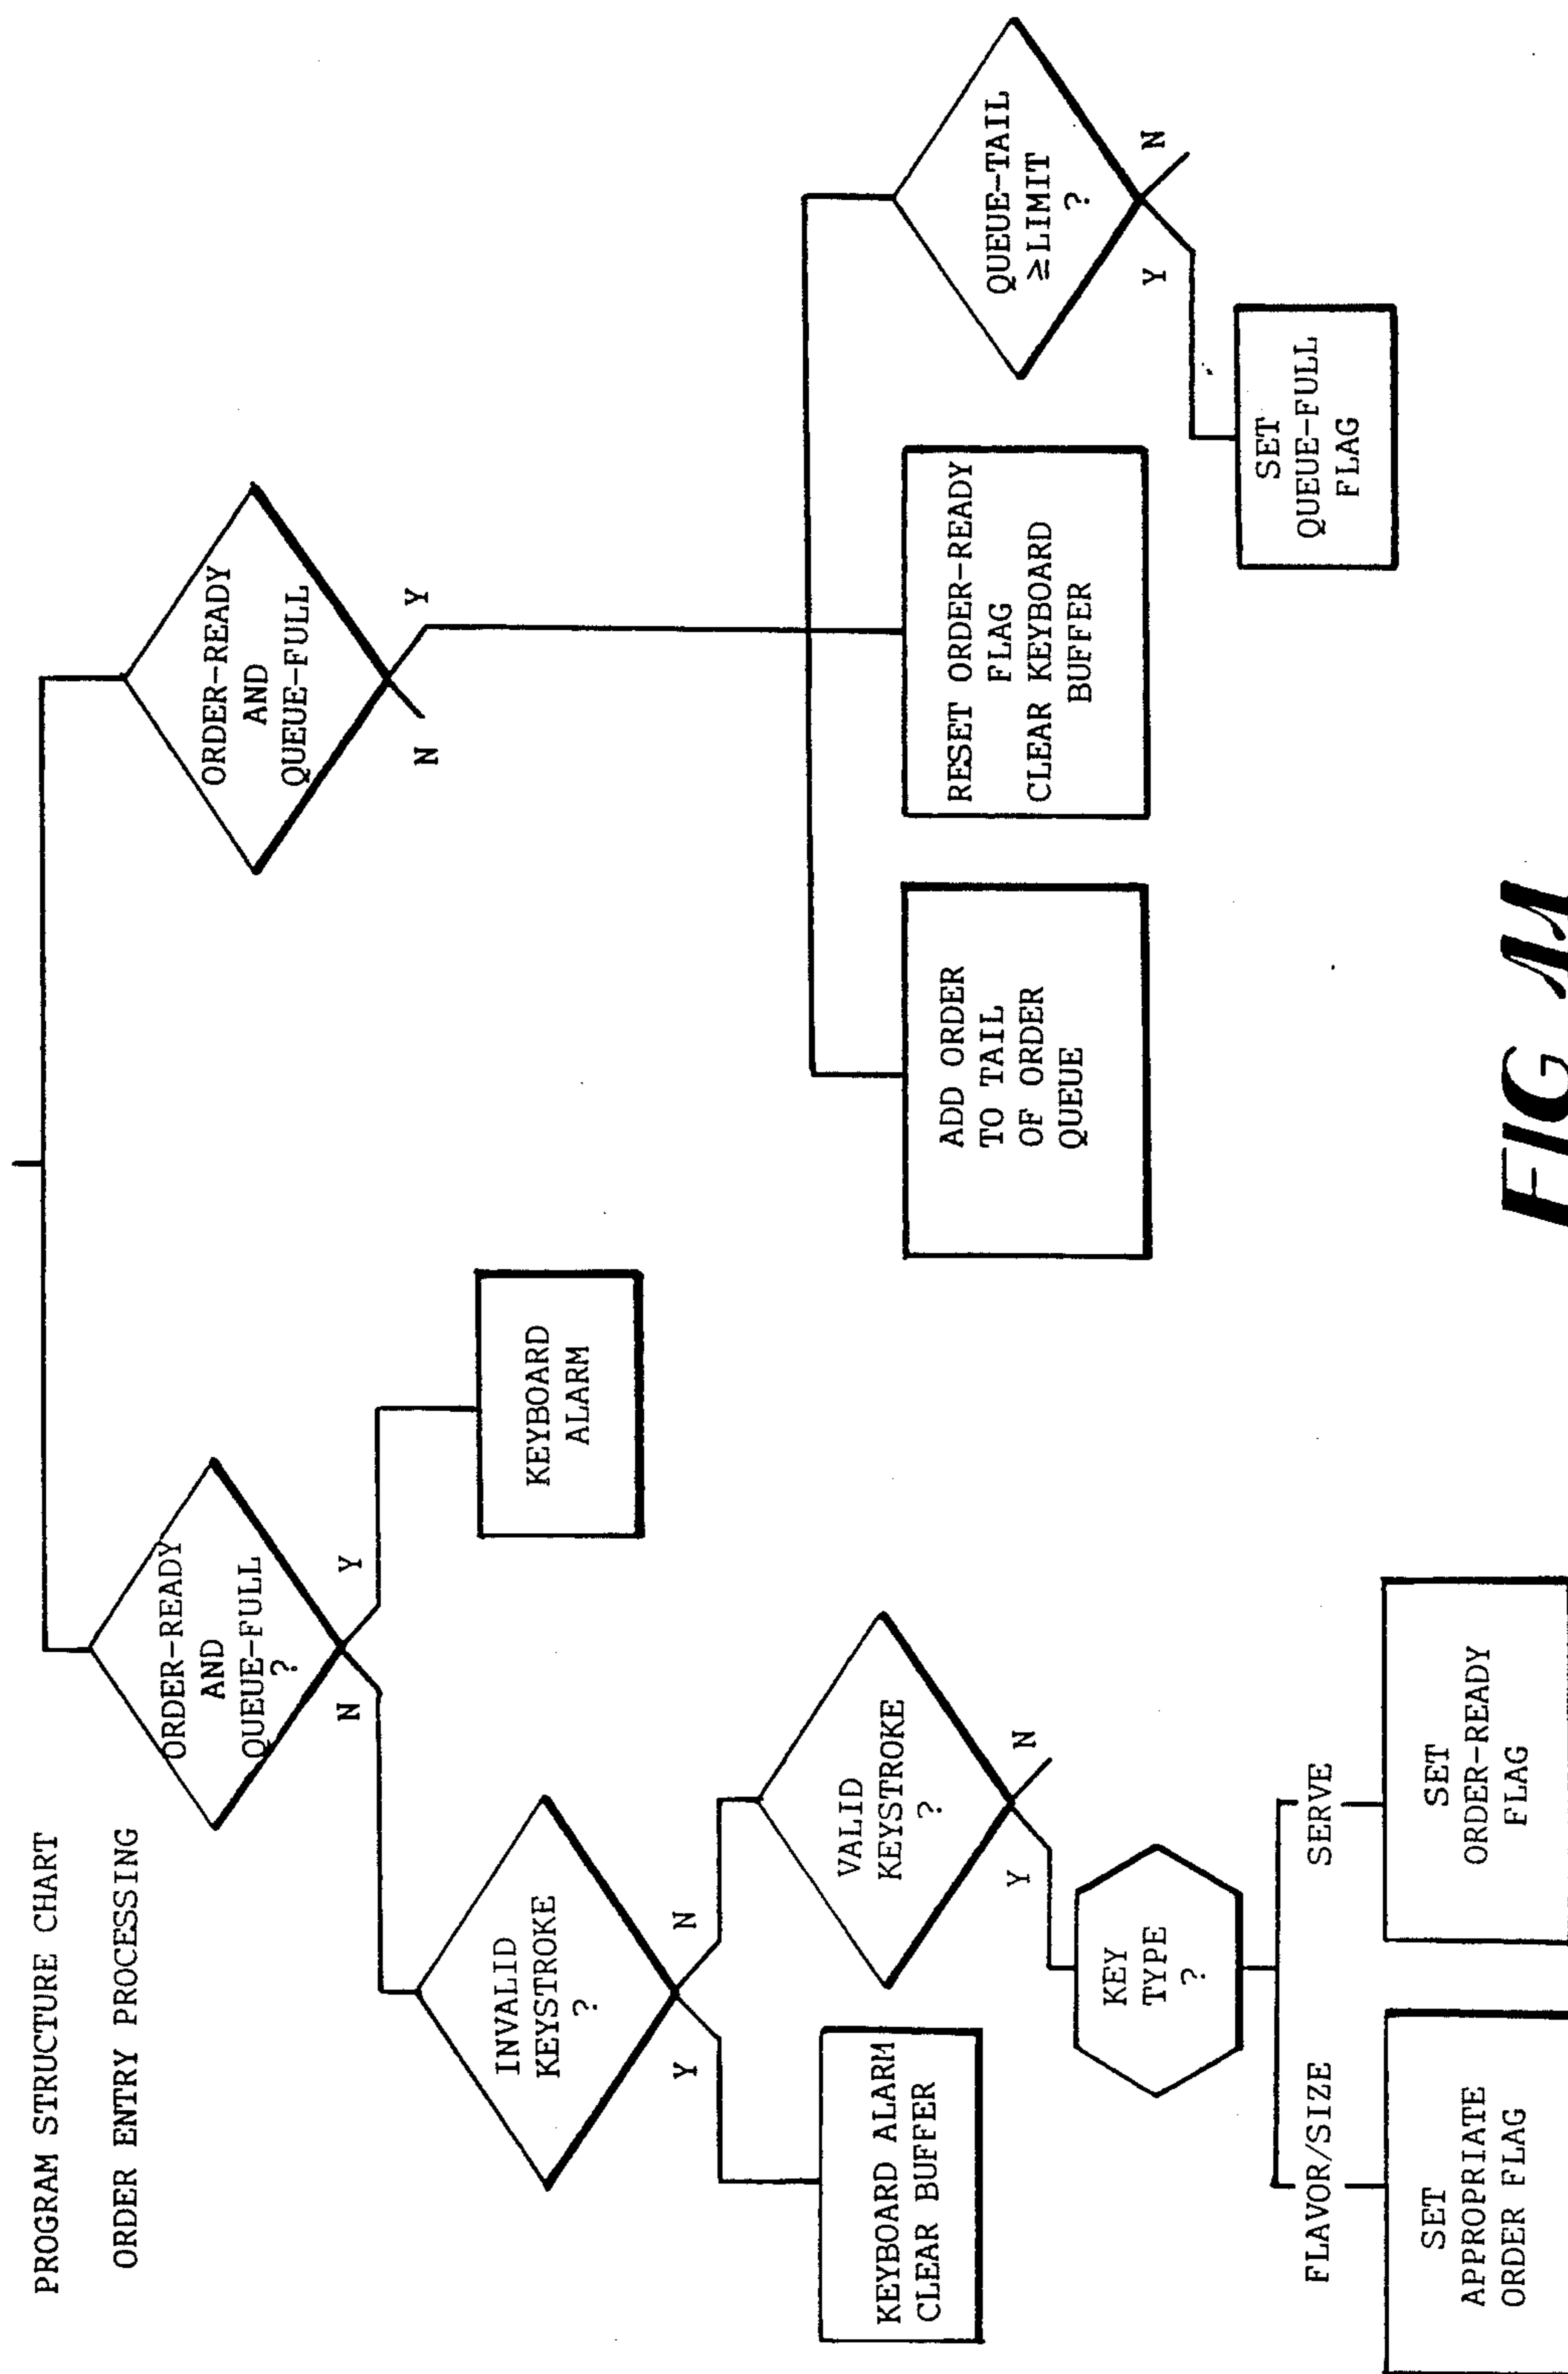 PROGRAM STRUCTURE CHART
ORDER ENTRY PROCESSING
ORDER-READY
AND
QUEUE-FULL
?
N
Y
KEYBOARD
ALARM
INVALID
KEYSTROKE
?
Y
N
KEYBOARD ALARM
CLEAR BUFFER
VALID
KEYSTROKE
?
Y
N
KEY
TYPE
?
FLAVOR/SIZE
SERVE
SET
APPROPRIATE
ORDER FLAG
SET
ORDER-READY
FLAG
ORDER-READY
AND
QUEUE-FULL
N
Y
ADD ORDER
TO TAIL
OF ORDER
QUEUE
RESET ORDER-READY
FLAG
CLEAR KEYBOARD
BUFFER
QUEUE-TAIL
≥LIMIT
?
Y
N
SET
QUEUE-FULL
FLAG
FIG